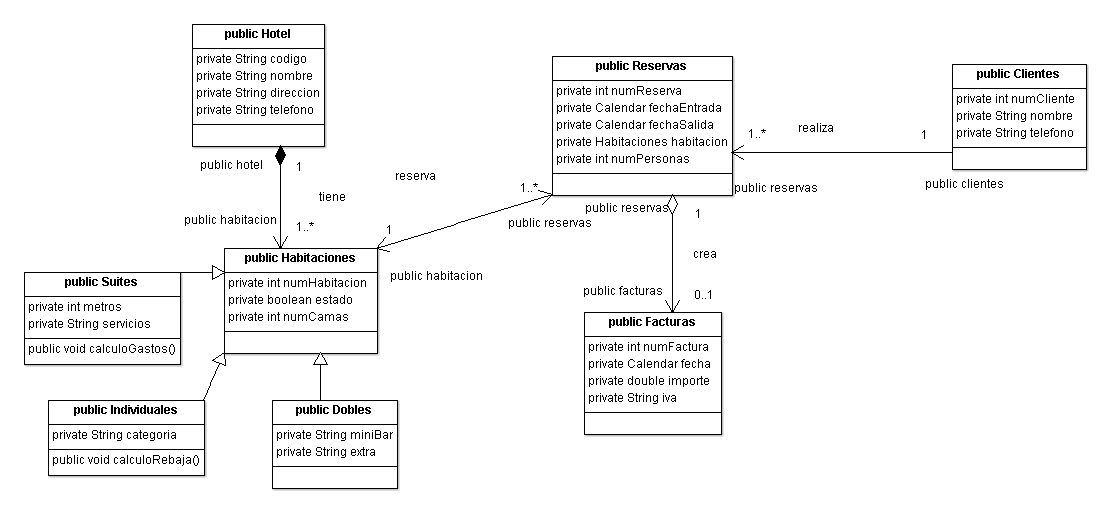 public Hotel
private String codigo
private String nombre
private String direccion
private String telefono
public hotel
1
tiene
public habitacion
1..*
public Reservas
private int numReserva
private Calendar fechaEntrada
private Calendar fechaSalida
private Habitaciones habitacion
private int numPersonas
public Clientes
private int numCliente
private String nombre
private String telefono
1..*
realiza
1
public reservas
public clientes
reserva
1..*
public reservas
1
public habitacion
public reservas
1
crea
public facturas
0..1
public Habitaciones
private int numHabitacion
private boolean estado
private int numCamas
public Suites
private int metros
private String servicios
public void calculoGastos()
public Facturas
private int numFactura
private Calendar fecha
private double importe
private String iva
public Individuales
private String categoria
public void calculoRebaja()
public Dobles
private String miniBar
private String extra